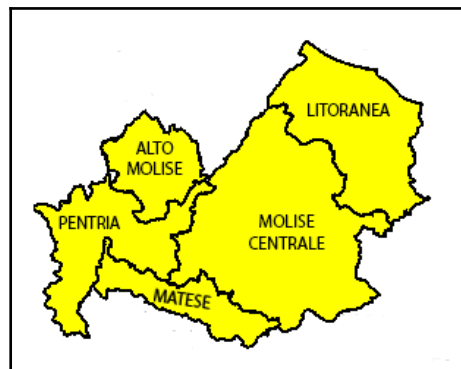 LITORANEA
ALTO
MOLISE
PENTRIA
MOLISE
CENTRALE
MATESE